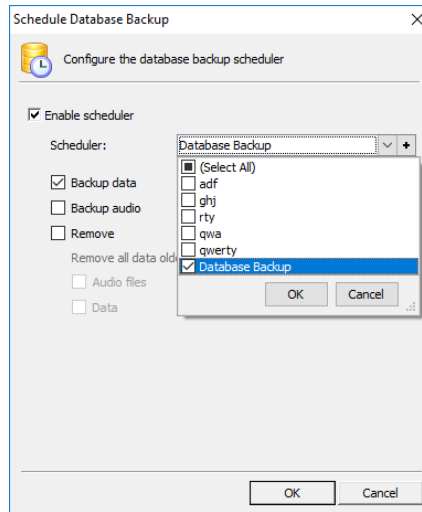 Schedule Database Backup
Configure the database backup scheduler
Enable scheduler
Scheduler: Database Backup
(Select All)
Backup data
adf
ghj
Backup audio
rty
Remove
qwa
qwerty
Remove all data old
Database Backup
Audio files
OK Cancel
Data
OK Cancel